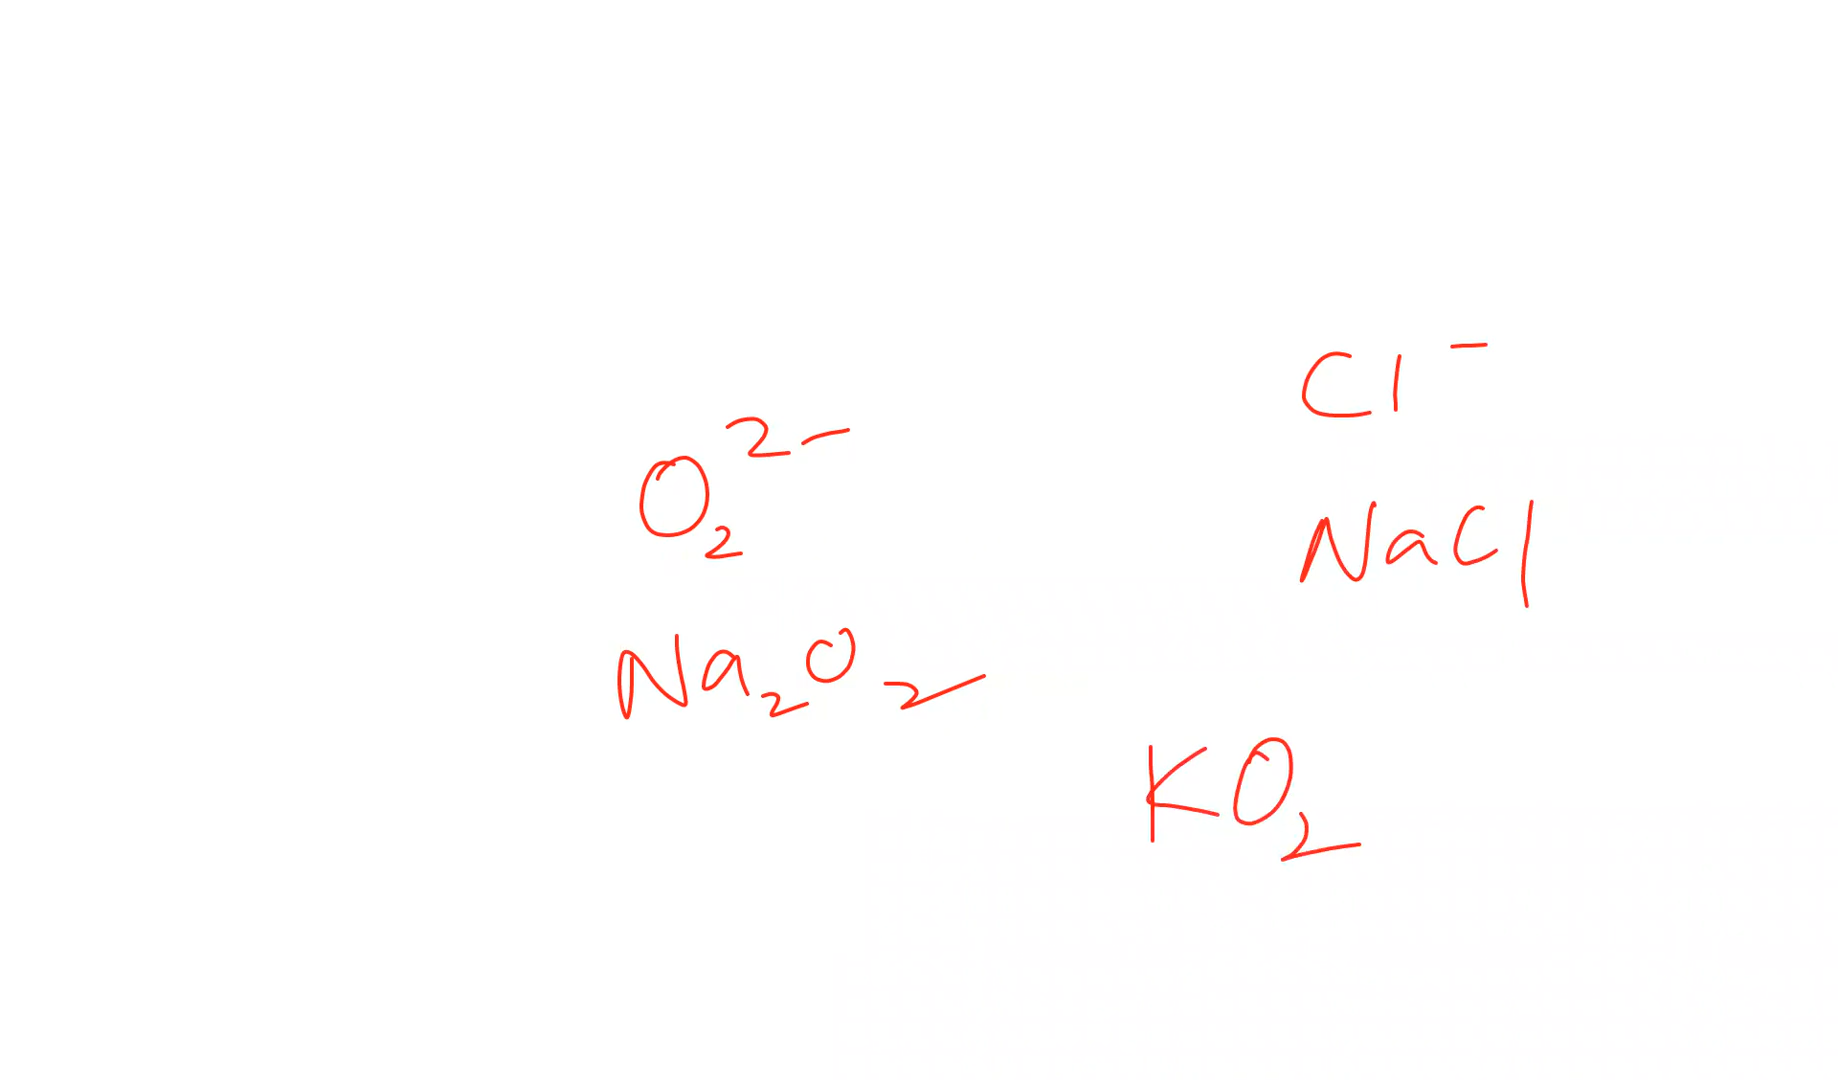 Cl⁻
O₂²⁻
NaCl
Na₂O₂
KO₂